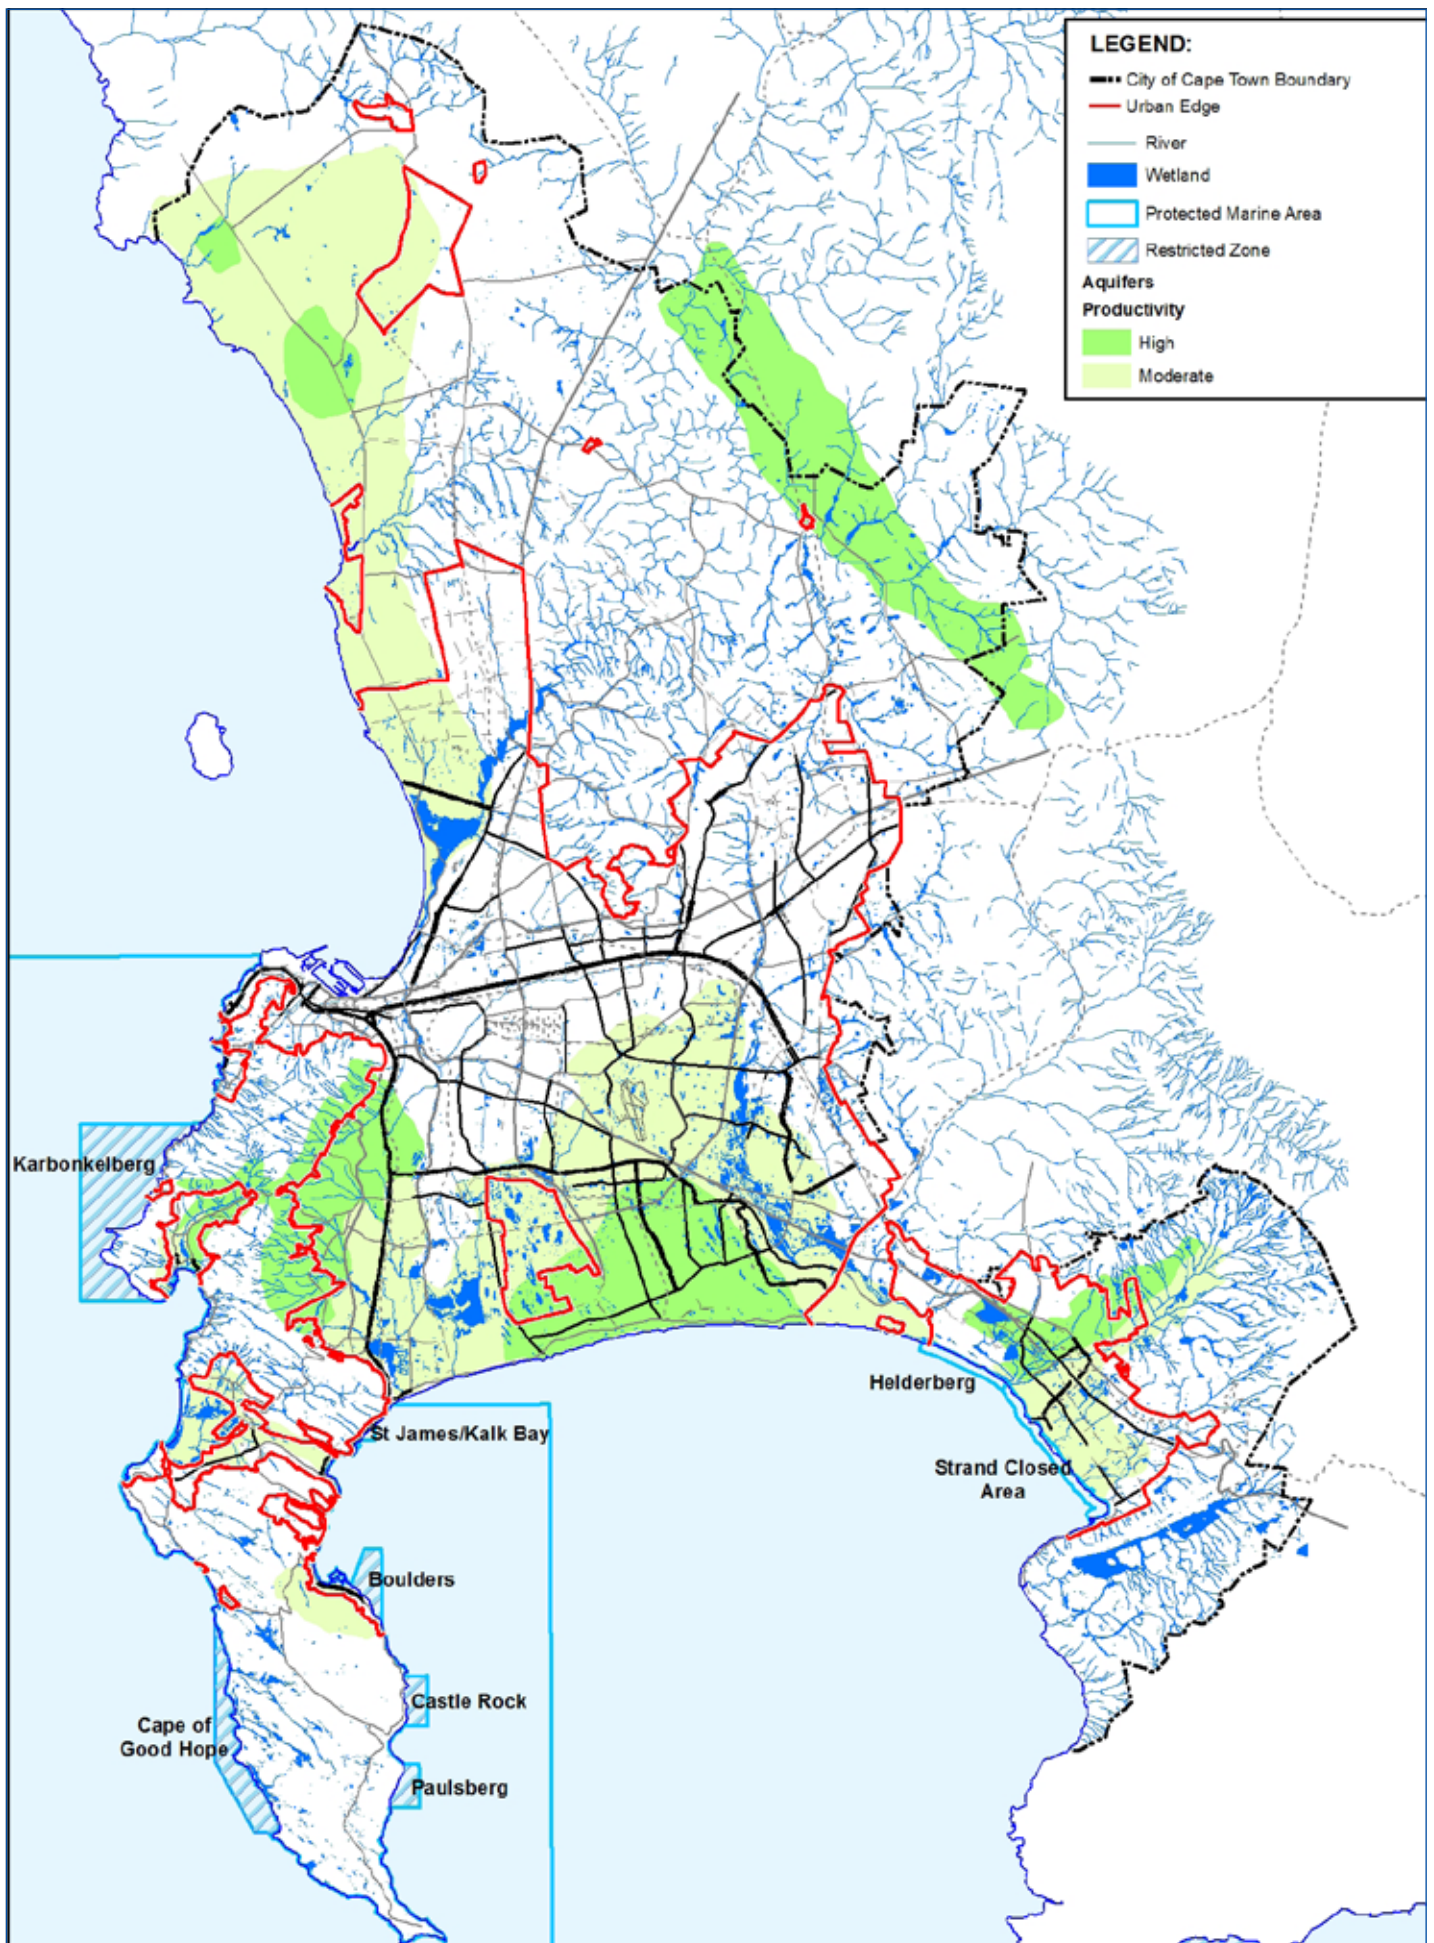 LEGEND:
City of Cape Town Boundary
Urban Edge
River
Wetland
Protected Marine Area
Restricted Zone
Aquifers
Productivity
High
Moderate
Karbonkelberg
Helderberg
St James/Kalk Bay
Strand Closed
Area
Boulders
Castle Rock
Cape of
Good Hope
Paulsberg